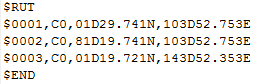 $RUT
$0001,C0,01D29.741N,103D52.753E
$0002,C0,81D19.741N,103D52.753E
$0003,C0,01D19.721N,143D52.353E
$END